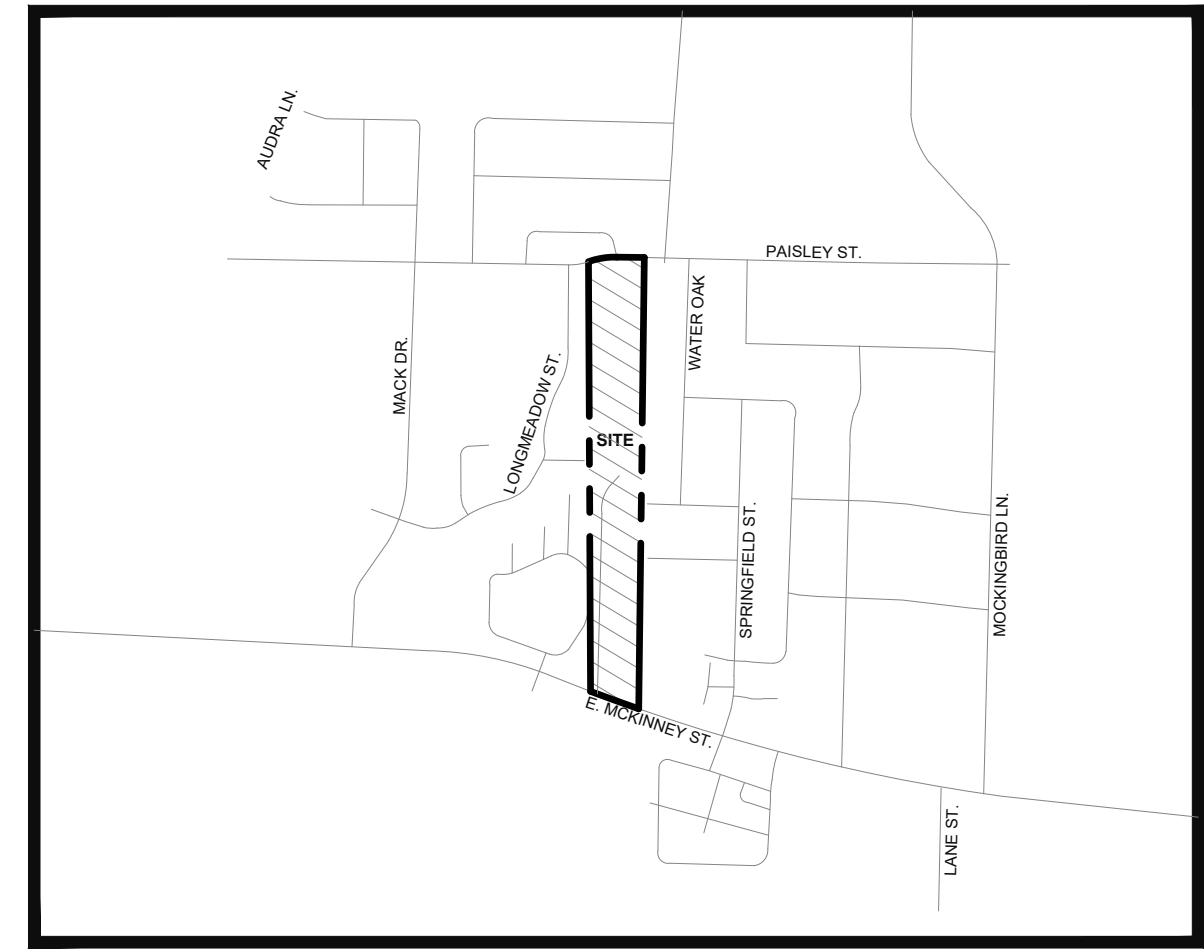 AUDRA LN.
PAISLEY ST.
WATER OAK
MACK DR.
LONGMEADOW ST.
SITE
SPRINGFIELD ST.
MOCKINGBIRD LN.
E. MCKINNEY ST.
LANE ST.